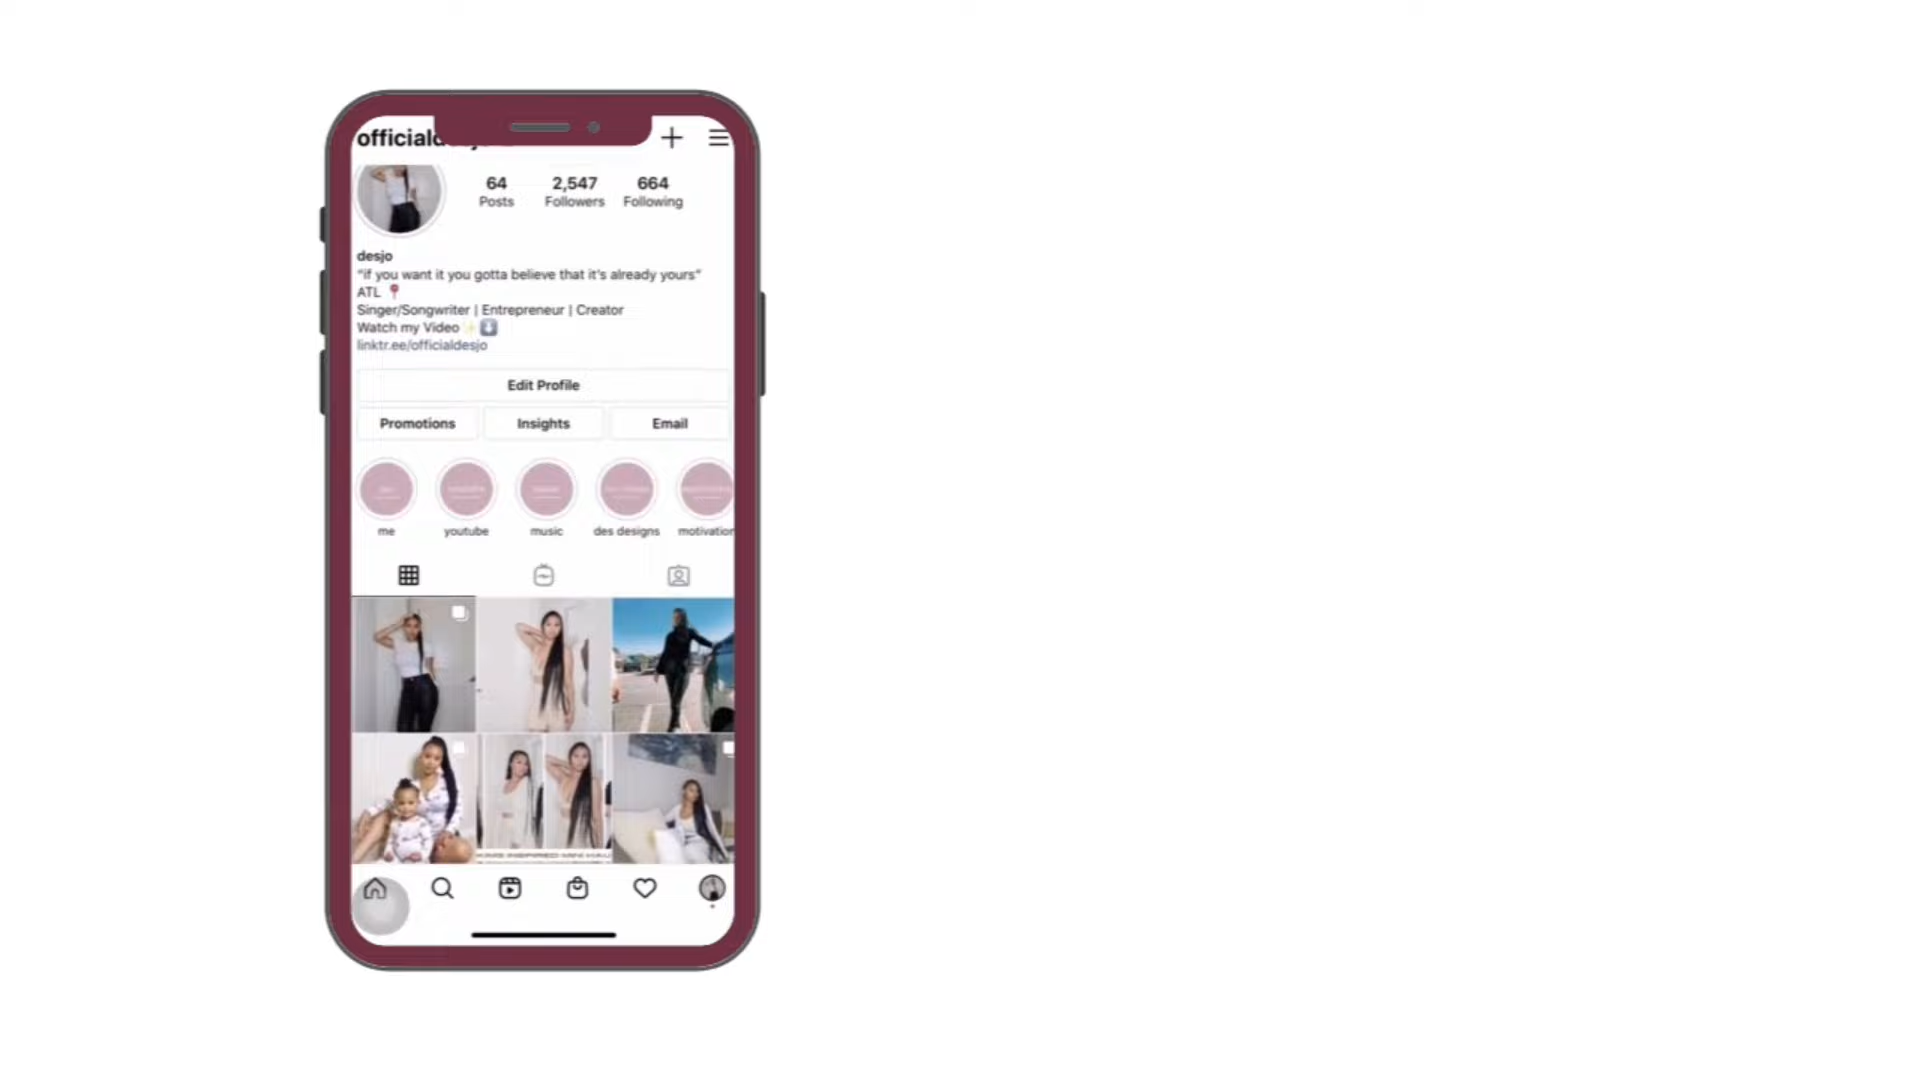 officiald
64 2,547 664
Posts Followers Following
desjo
"if you want it you gotta believe that it's already yours"
ATL 📍
Singer/Songwriter | Entrepreneur | Creator
Watch my Video ✨ ⬇️
linktr.ee/officialdesjo
Edit Profile
Promotions Insights Email
me youtube music des designs motivation